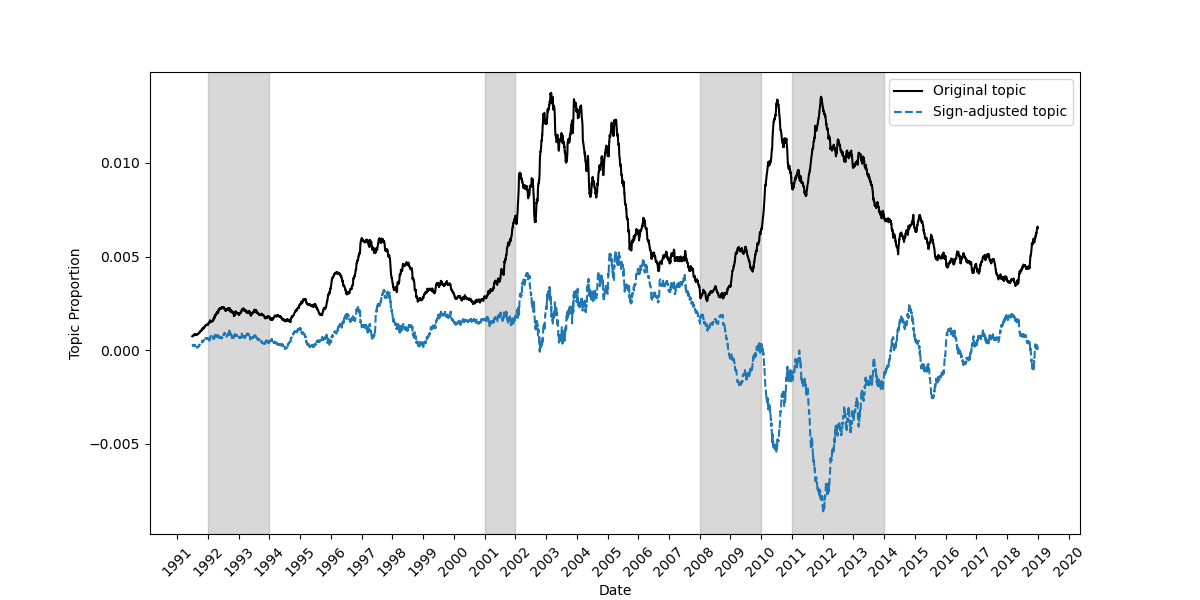 Original topic
Sign-adjusted topic
Topic Proportion
0.010
0.005
0.000
−0.005
1991 1992 1993 1994 1995 1996 1997 1998 1999 2000 2001 2002 2003 2004 2005 2006 2007 2008 2009 2010 2011 2012 2013 2014 2015 2016 2017 2018 2019 2020
Date